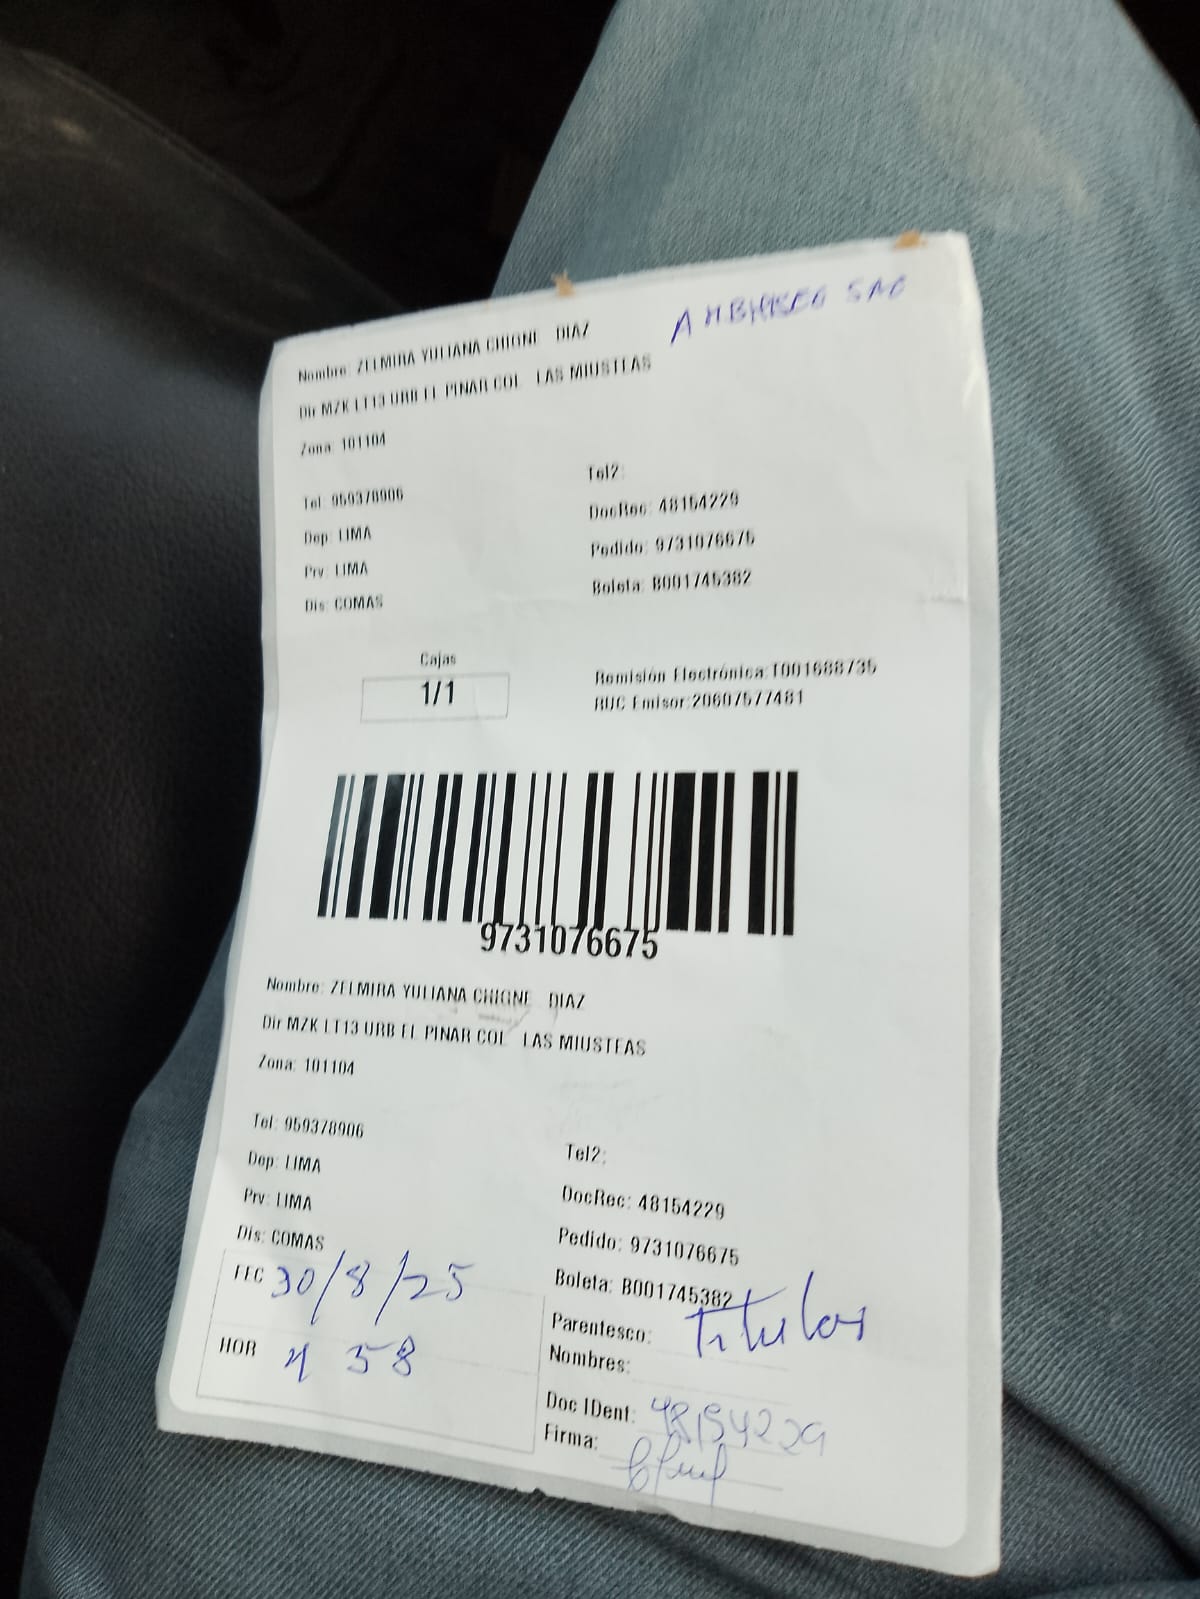 SAC
Nombre: ZELMIRA YULIANA CHIGNE DIAZ
Dir MZK LT13 URB EL PINAR COL LAS MIUSTEAS
Zona: 101104
Tel: 959378906
Tel2:
Dep: LIMA
DocRec: 48154229
Prv: LIMA
Pedido: 9731076675
Dis: COMAS
Boleta: B001745382
Cajas
1/1
Remisión Electrónica:T001688735
RUC Emisor:20607577481
9731076675
Nombre: ZELMIRA YULIANA CHIGNE DIAZ
Dir MZK LT13 URB EL PINAR COL LAS MIUSTEAS
Zona: 101104
Tel: 959378906
Tel2:
Dep: LIMA
DocRec: 48154229
Prv: LIMA
Pedido: 9731076675
Dis: COMAS
Boleta: B001745382
FEC 30/8/25
Parentesco: Titular
HOR 4 58
Nombres:
Doc IDent: 48154229
Firma: